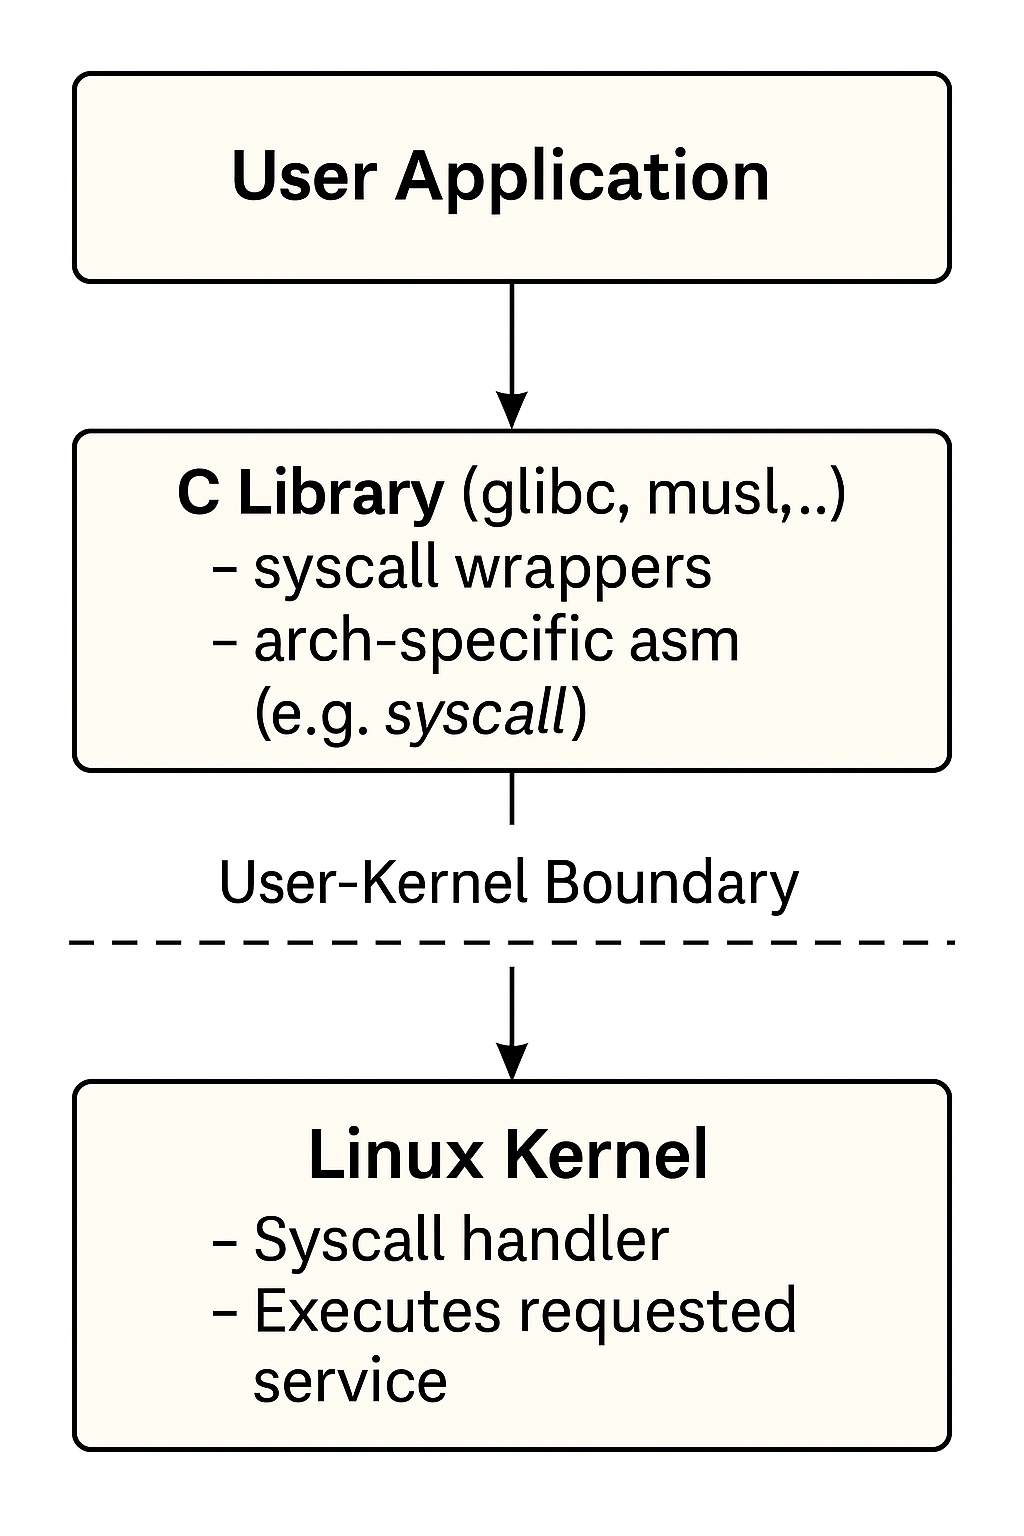 User Application
C Library (glibc, musl,..)
– syscall wrappers
– arch-specific asm
(e.g. syscall)
User-Kernel Boundary
Linux Kernel
– Syscall handler
– Executes requested
service